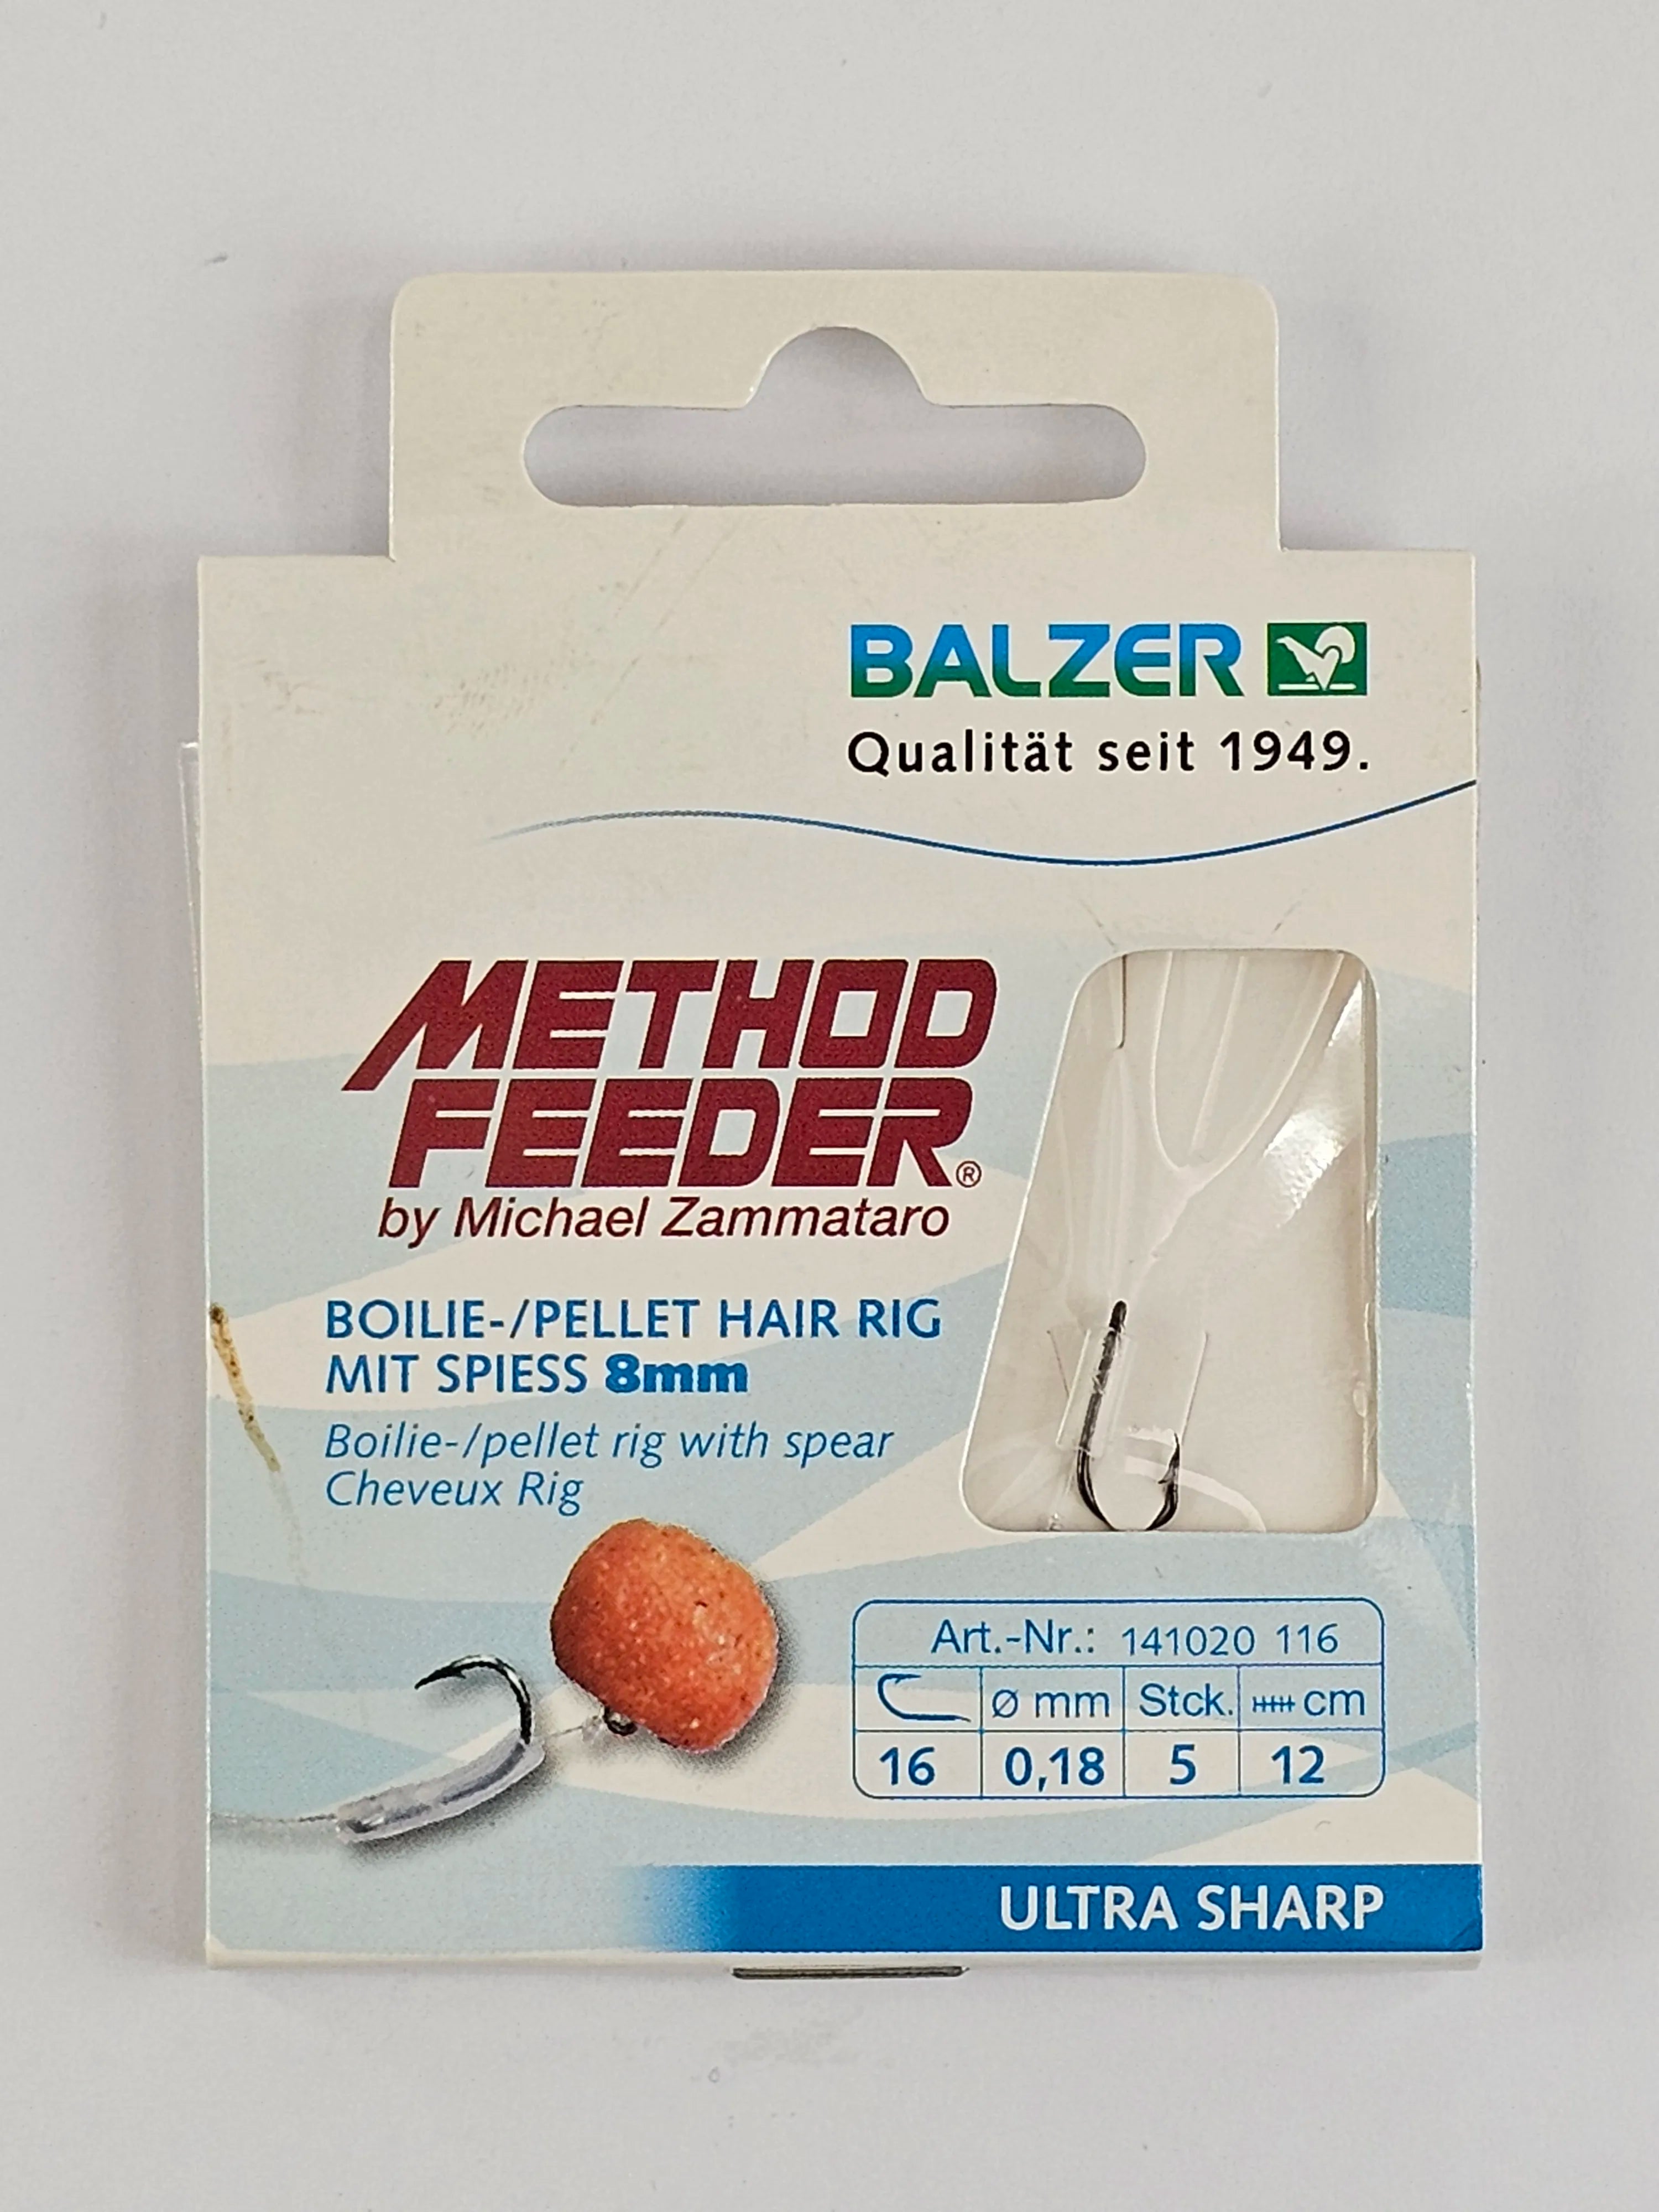 BALZER
Qualität seit 1949.
METHOD
FEEDER®
by Michael Zammataro
BOILIE-/PELLET HAIR RIG
MIT SPIESS 8mm
Boilie-/pellet rig with spear
Cheveux Rig
Art.-Nr.: 141020 116
Ø mm Stck. cm
16 0,18 5 12
ULTRA SHARP